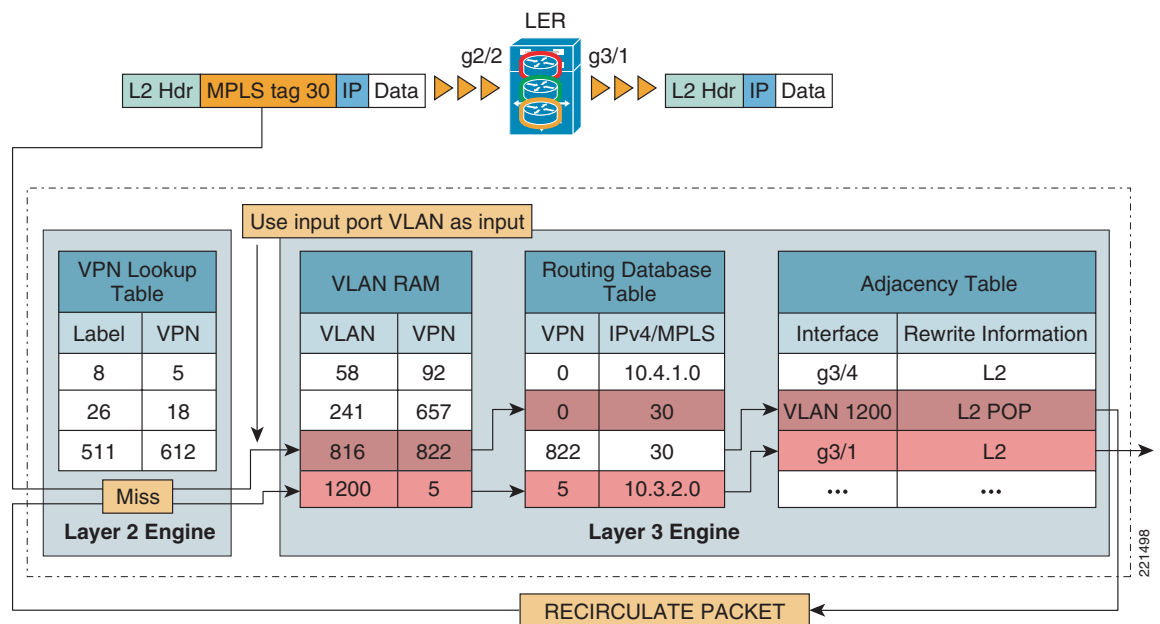 LER
g2/2
g3/1
L2 Hdr MPLS tag 30 IP Data
L2 Hdr IP Data
Use input port VLAN as input
VPN Lookup
Table
Label VPN
8 5
26 18
511 612
Miss
Layer 2 Engine
VLAN RAM
VLAN VPN
58 92
241 657
816 822
1200 5
Routing Database
Table
VPN IPv4/MPLS
0 10.4.1.0
0 30
822 30
5 10.3.2.0
Adjacency Table
Interface Rewrite Information
g3/4 L2
VLAN 1200 L2 POP
g3/1 L2
... ...
Layer 3 Engine
221498
RECIRCULATE PACKET